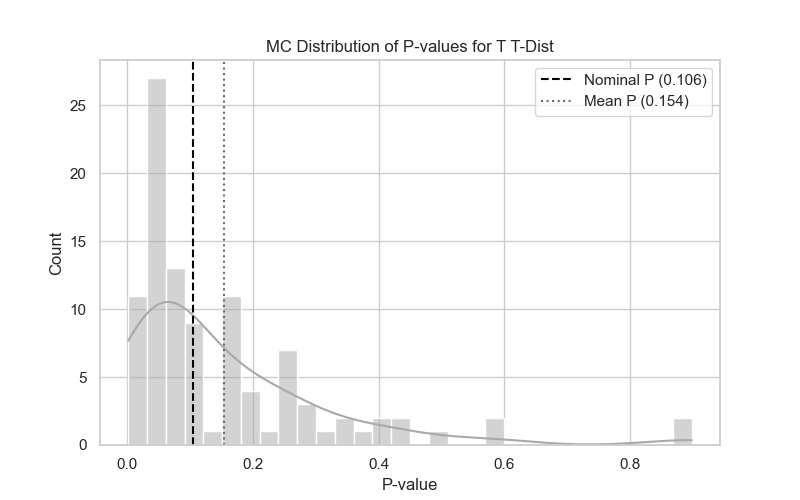 MC Distribution of P-values for T T-Dist
Nominal P (0.106)
Mean P (0.154)
Count
25
20
15
10
5
0
0.0 0.2 0.4 0.6 0.8
P-value